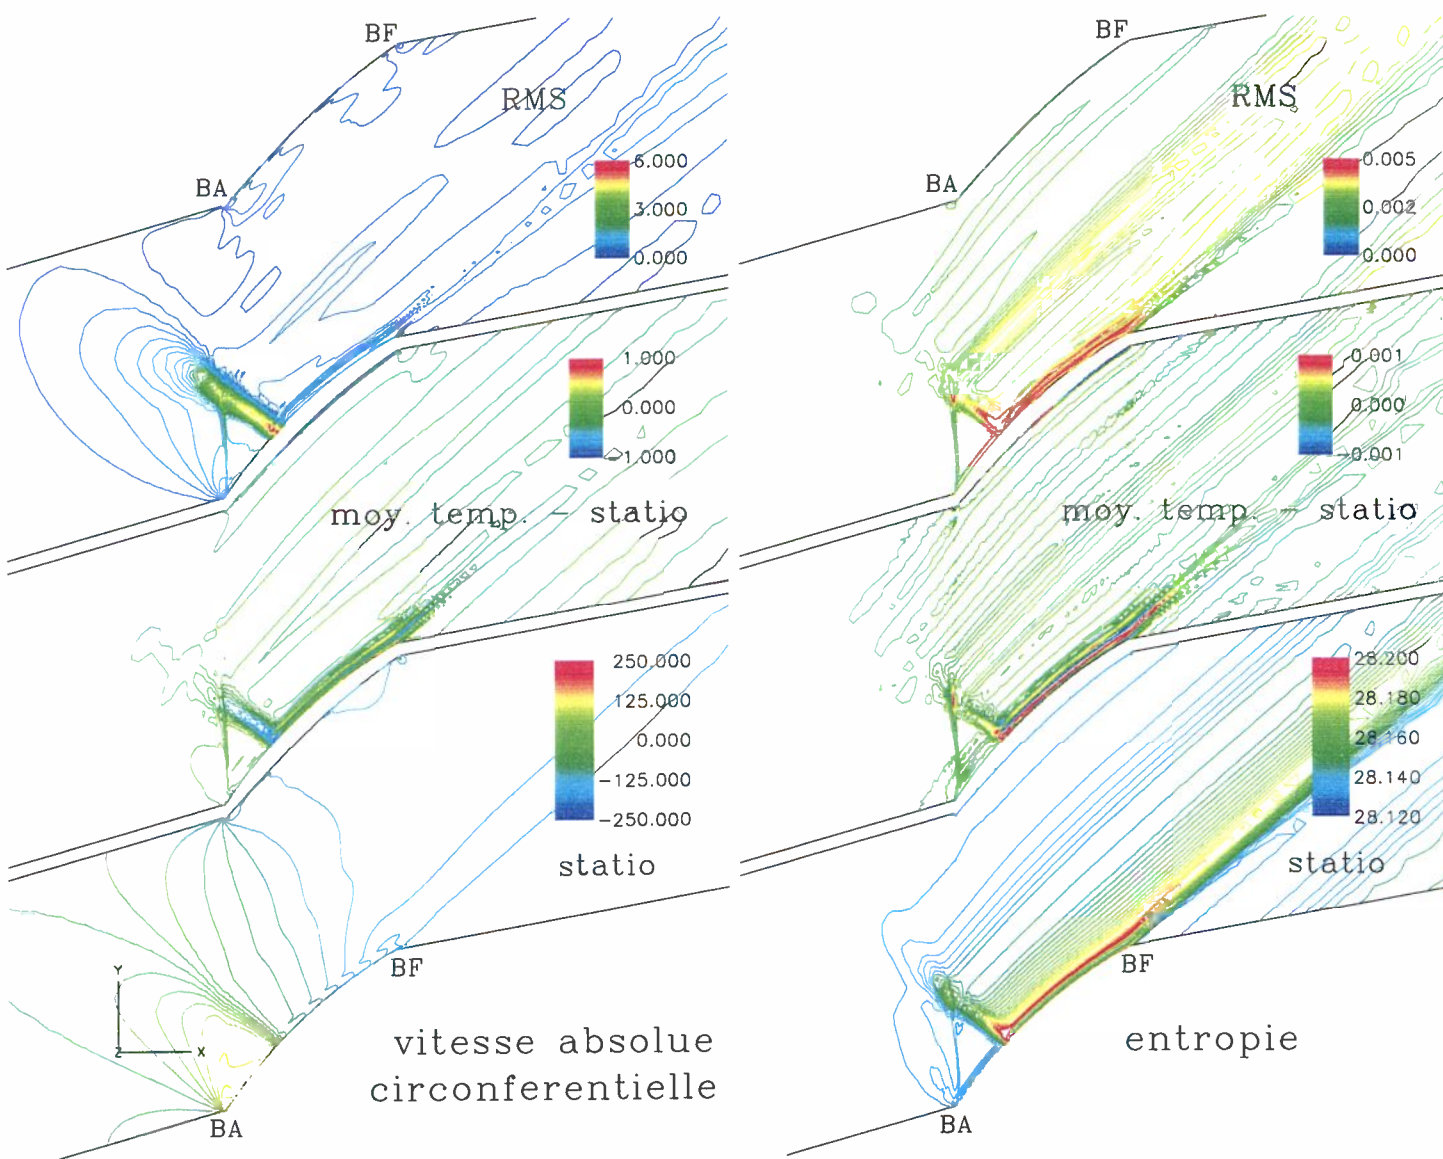 BF
RMS
BA
6.000
3.000
0.000
1.000
0.000
-1.000
moy. temp. - statio
250.000
125.000
0.000
-125.000
-250.000
statio
BF
Y
Z
X
vitesse absolue
circonferentielle
BA
BF
RMS
BA
0.005
0.002
0.000
0.001
0.000
-0.001
moy. temp. - statio
28.200
28.180
28.160
28.140
28.120
statio
BF
entropie
BA